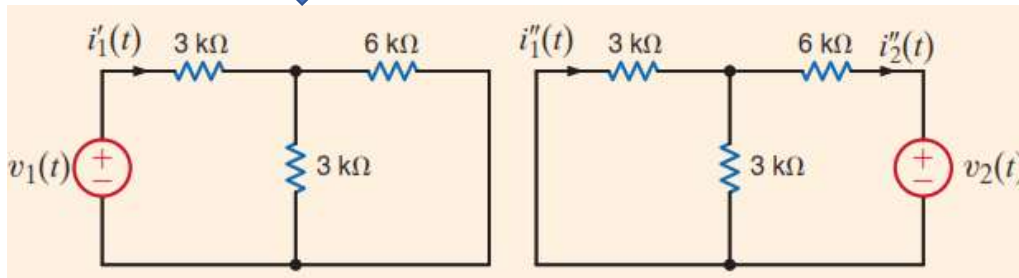 i′₁(t) 3 kΩ 6 kΩ i″₁(t) 3 kΩ 6 kΩ i″₂(t)
v₁(t) + − 3 kΩ 3 kΩ + − v₂(t)